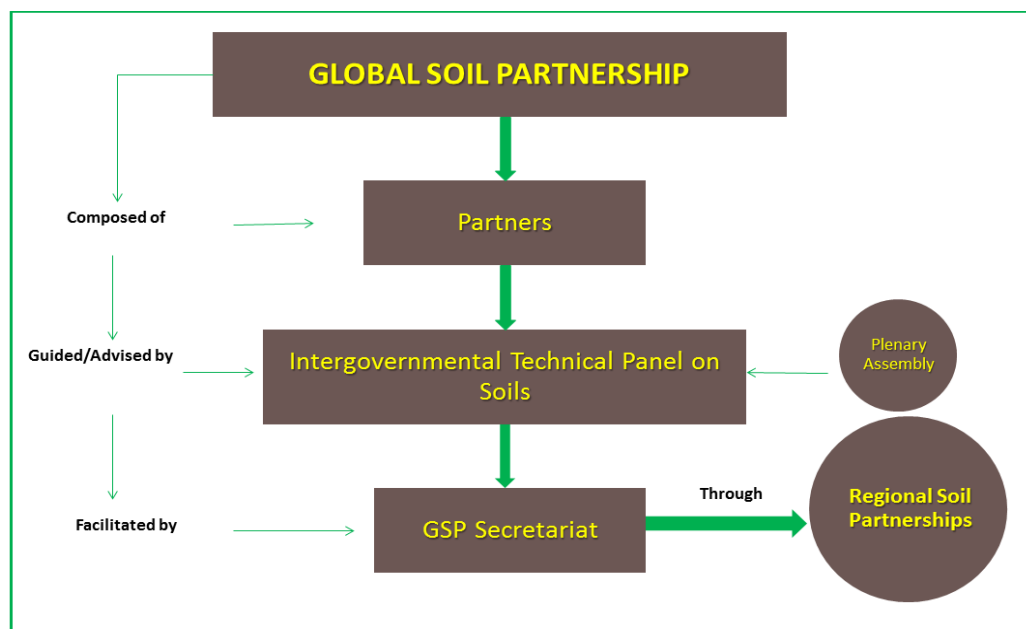 GLOBAL SOIL PARTNERSHIP
Composed of
Partners
Guided/Advised by
Intergovernmental Technical Panel on
Soils
Plenary
Assembly
Facilitated by
GSP Secretariat
Through
Regional Soil
Partnerships